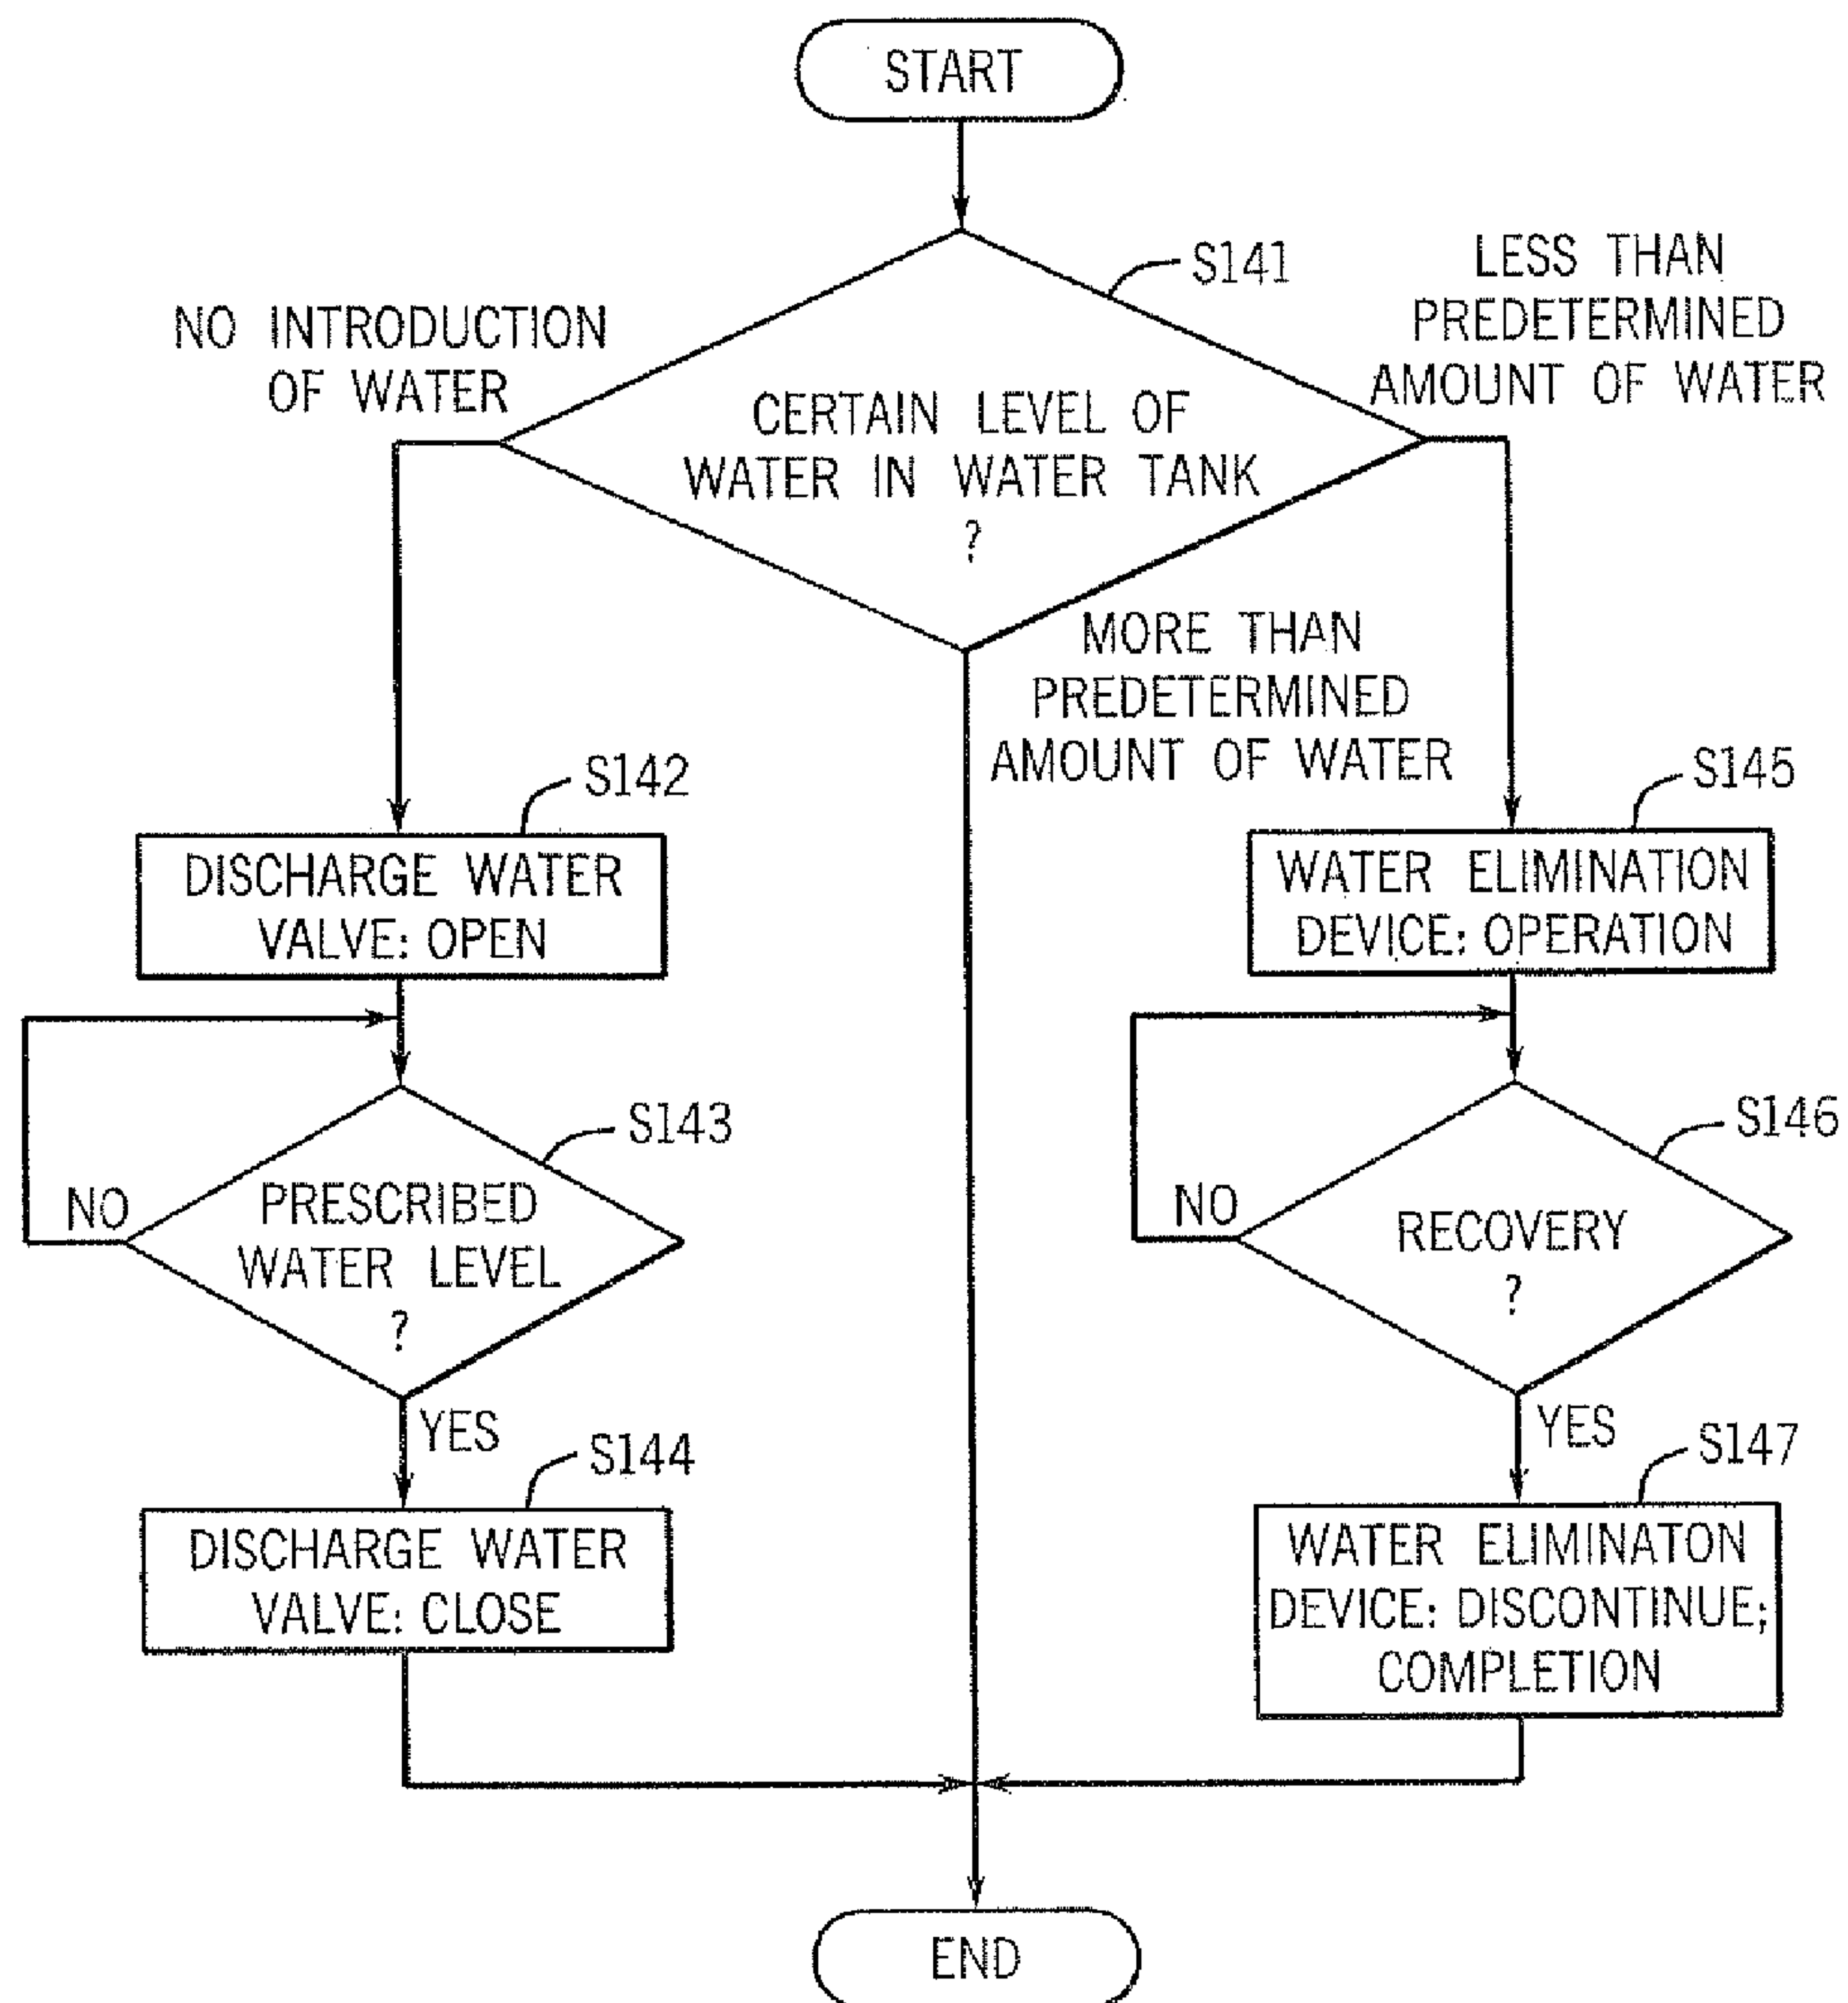 START
S141
NO INTRODUCTION
OF WATER
LESS THAN
PREDETERMINED
AMOUNT OF WATER
CERTAIN LEVEL OF
WATER IN WATER TANK
?
MORE THAN
PREDETERMINED
AMOUNT OF WATER
S142
DISCHARGE WATER
VALVE: OPEN
S145
WATER ELIMINATION
DEVICE: OPERATION
S143
NO
PRESCRIBED
WATER LEVEL
?
YES
S146
NO
RECOVERY
?
YES
S144
DISCHARGE WATER
VALVE: CLOSE
S147
WATER ELIMINATON
DEVICE: DISCONTINUE;
COMPLETION
END